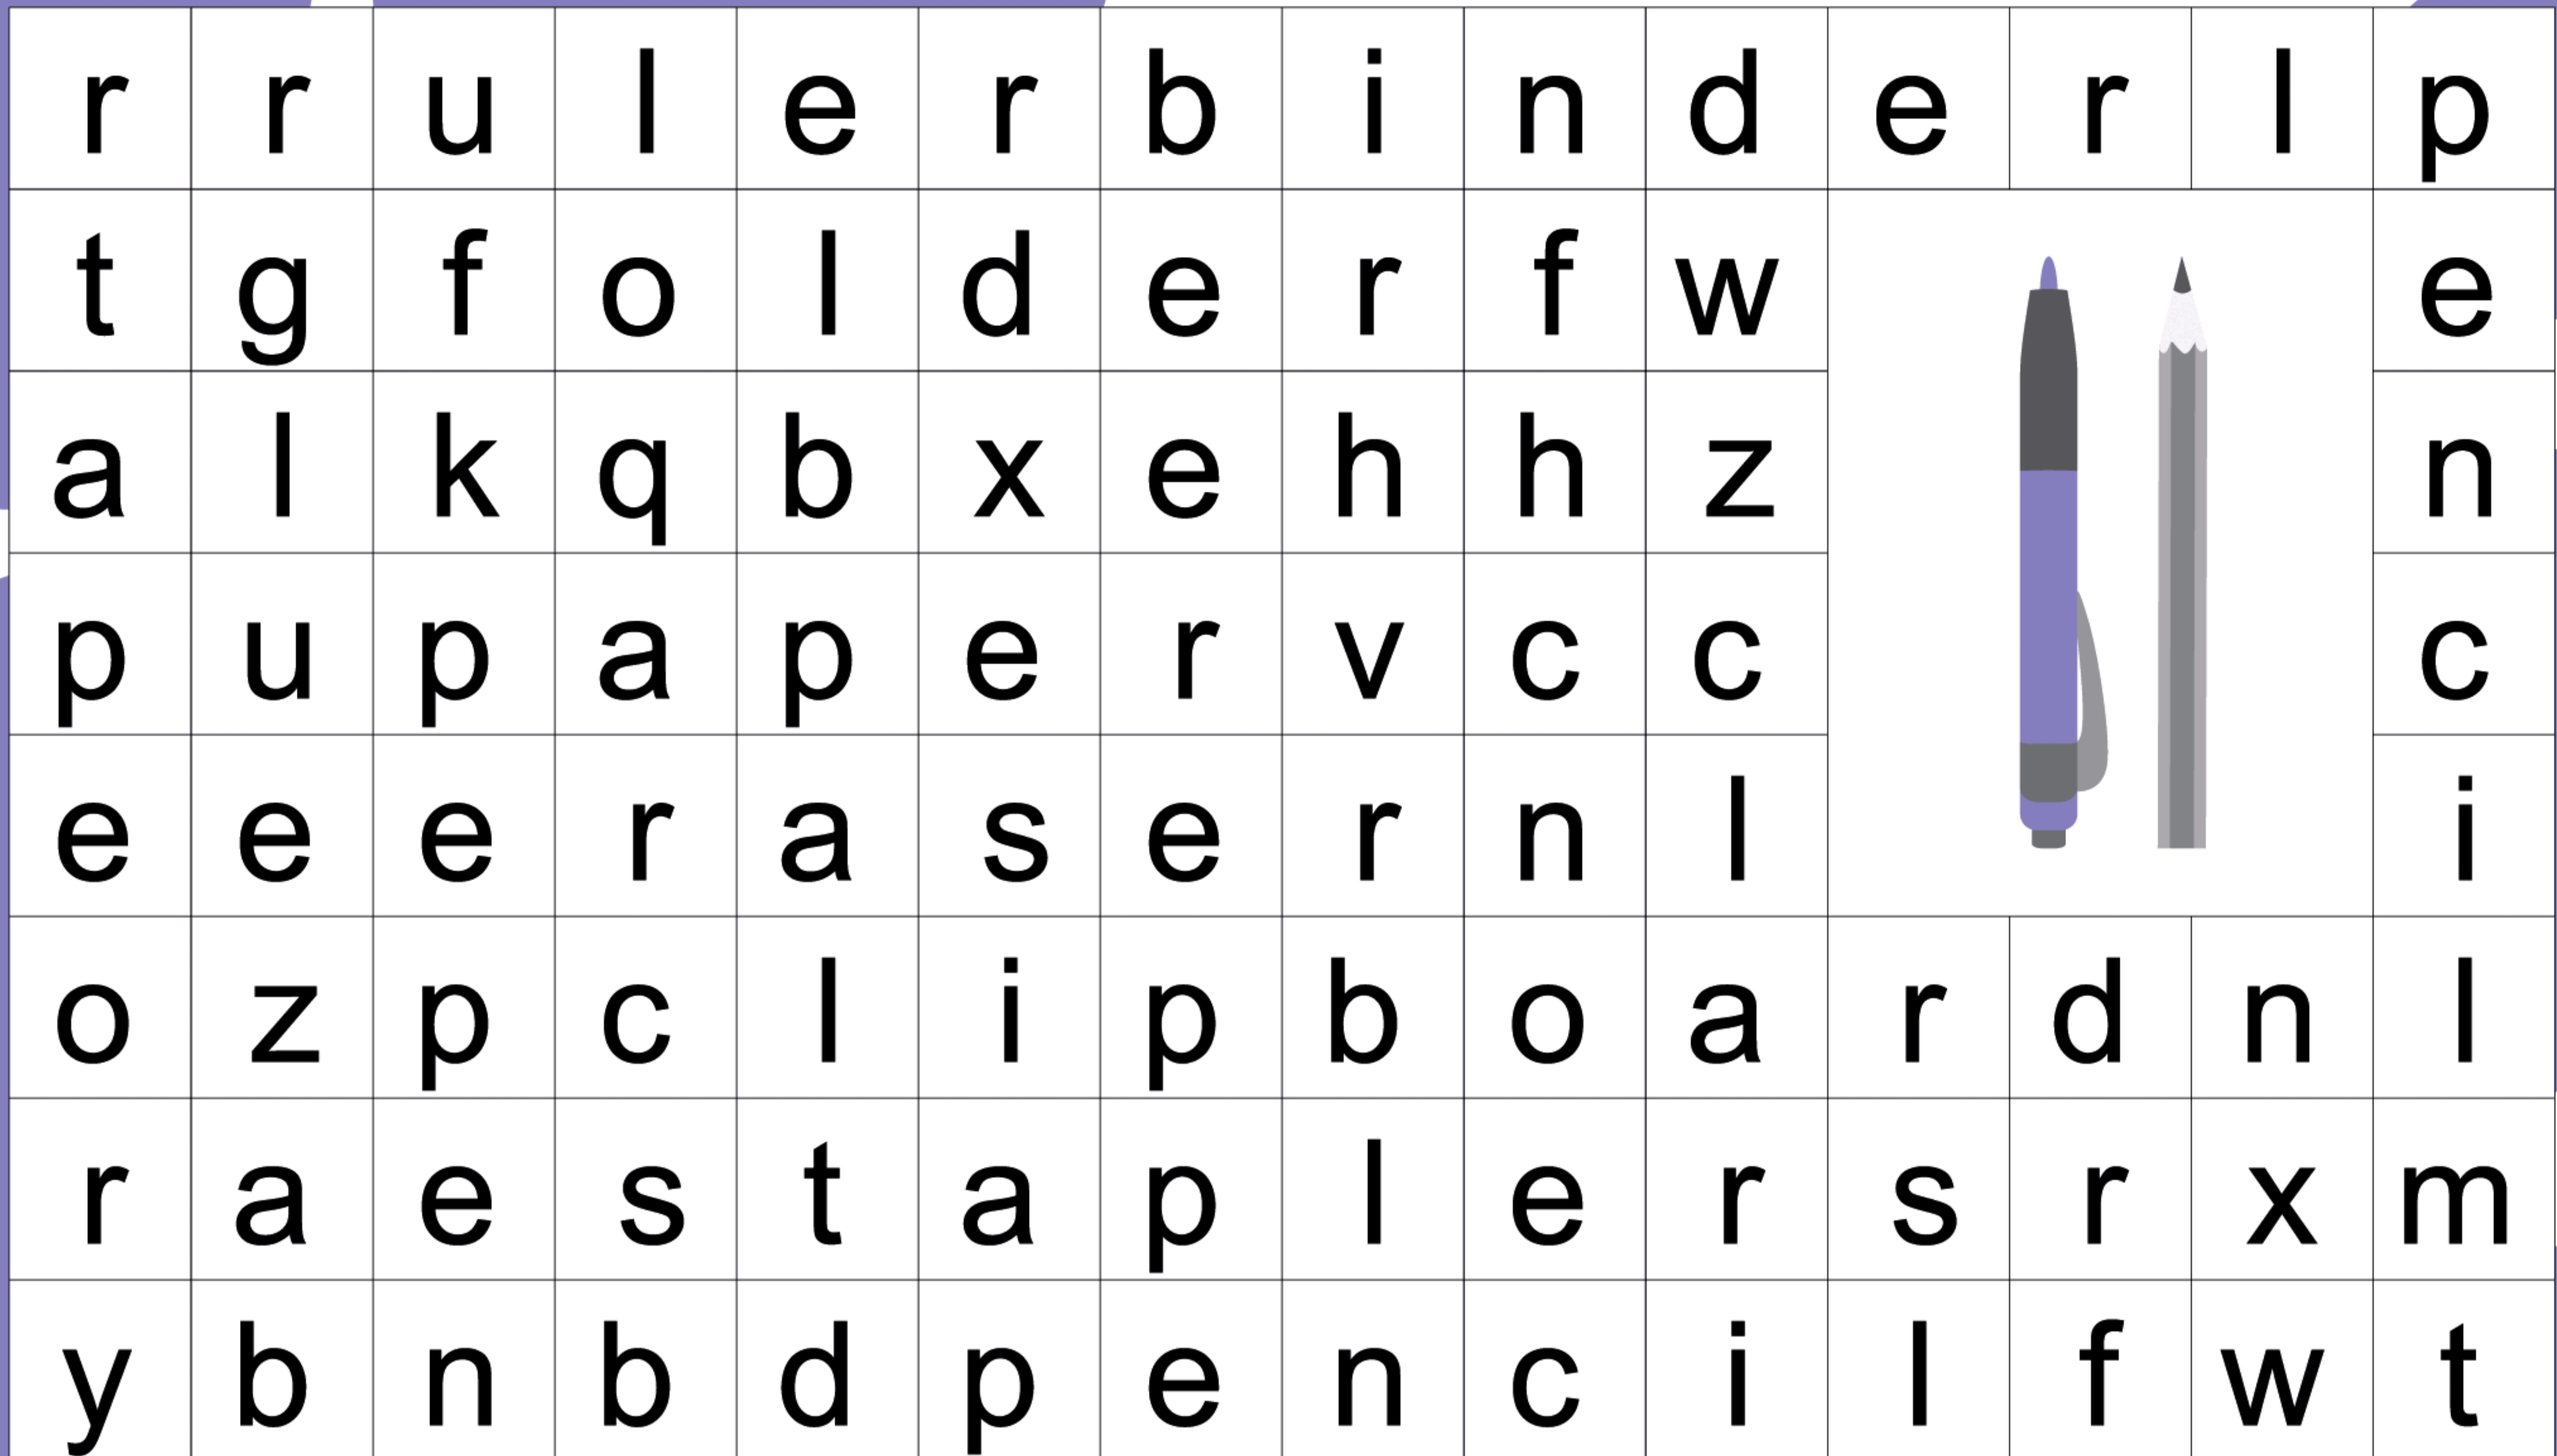 r r u l e r b i n d e r l p
t g f o l d e r f w e
a l k q b x e h h z n
p u p a p e r v c c c
e e e r a s e r n l i
o z p c l i p b o a r d n l
r a e s t a p l e r s r x m
y b n b d p e n c i l f w t